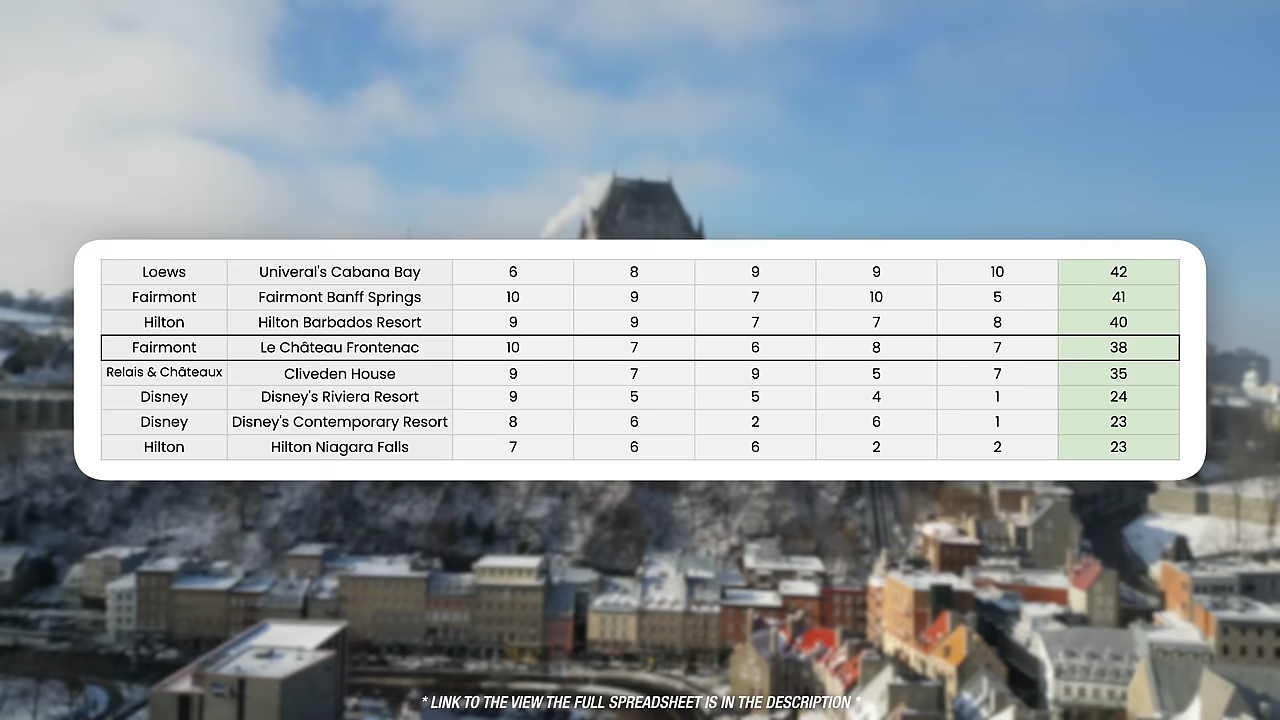 Loews Univeral's Cabana Bay 6 8 9 9 10 42
Fairmont Fairmont Banff Springs 10 9 7 10 5 41
Hilton Hilton Barbados Resort 9 9 7 7 8 40
Fairmont Le Château Frontenac 10 7 6 8 7 38
Relais & Châteaux Cliveden House 9 7 9 5 7 35
Disney Disney's Riviera Resort 9 5 5 4 1 24
Disney Disney's Contemporary Resort 8 6 2 6 1 23
Hilton Hilton Niagara Falls 7 6 6 2 2 23
* LINK TO THE VIEW THE FULL SPREADSHEET IS IN THE DESCRIPTION *